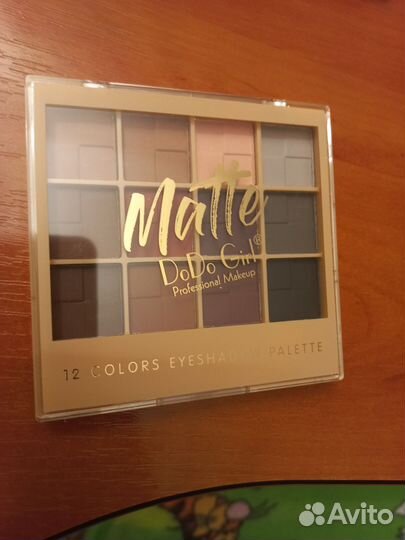 Matte
DoDo Girl®
Professional Makeup
12 COLORS EYESHADOW PALETTE
Avito